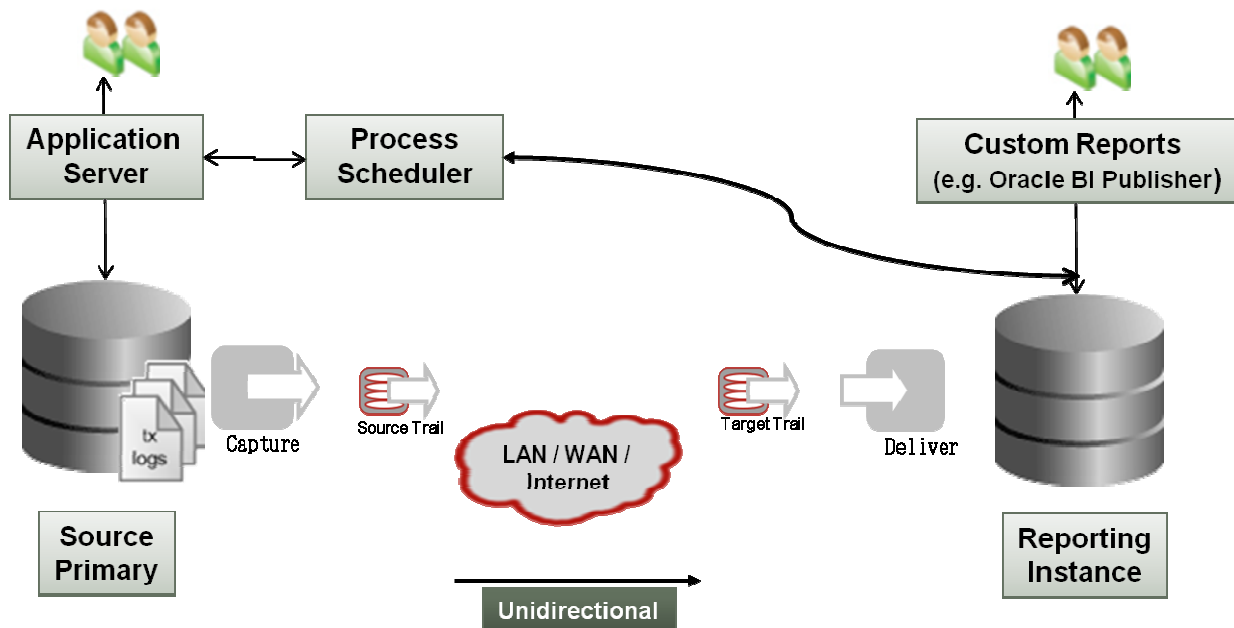 Application
Server
Process
Scheduler
Custom Reports
(e.g. Oracle BI Publisher)
tx
logs
Capture
Source Trail
LAN / WAN /
Internet
Target Trail
Deliver
Source
Primary
Reporting
Instance
Unidirectional